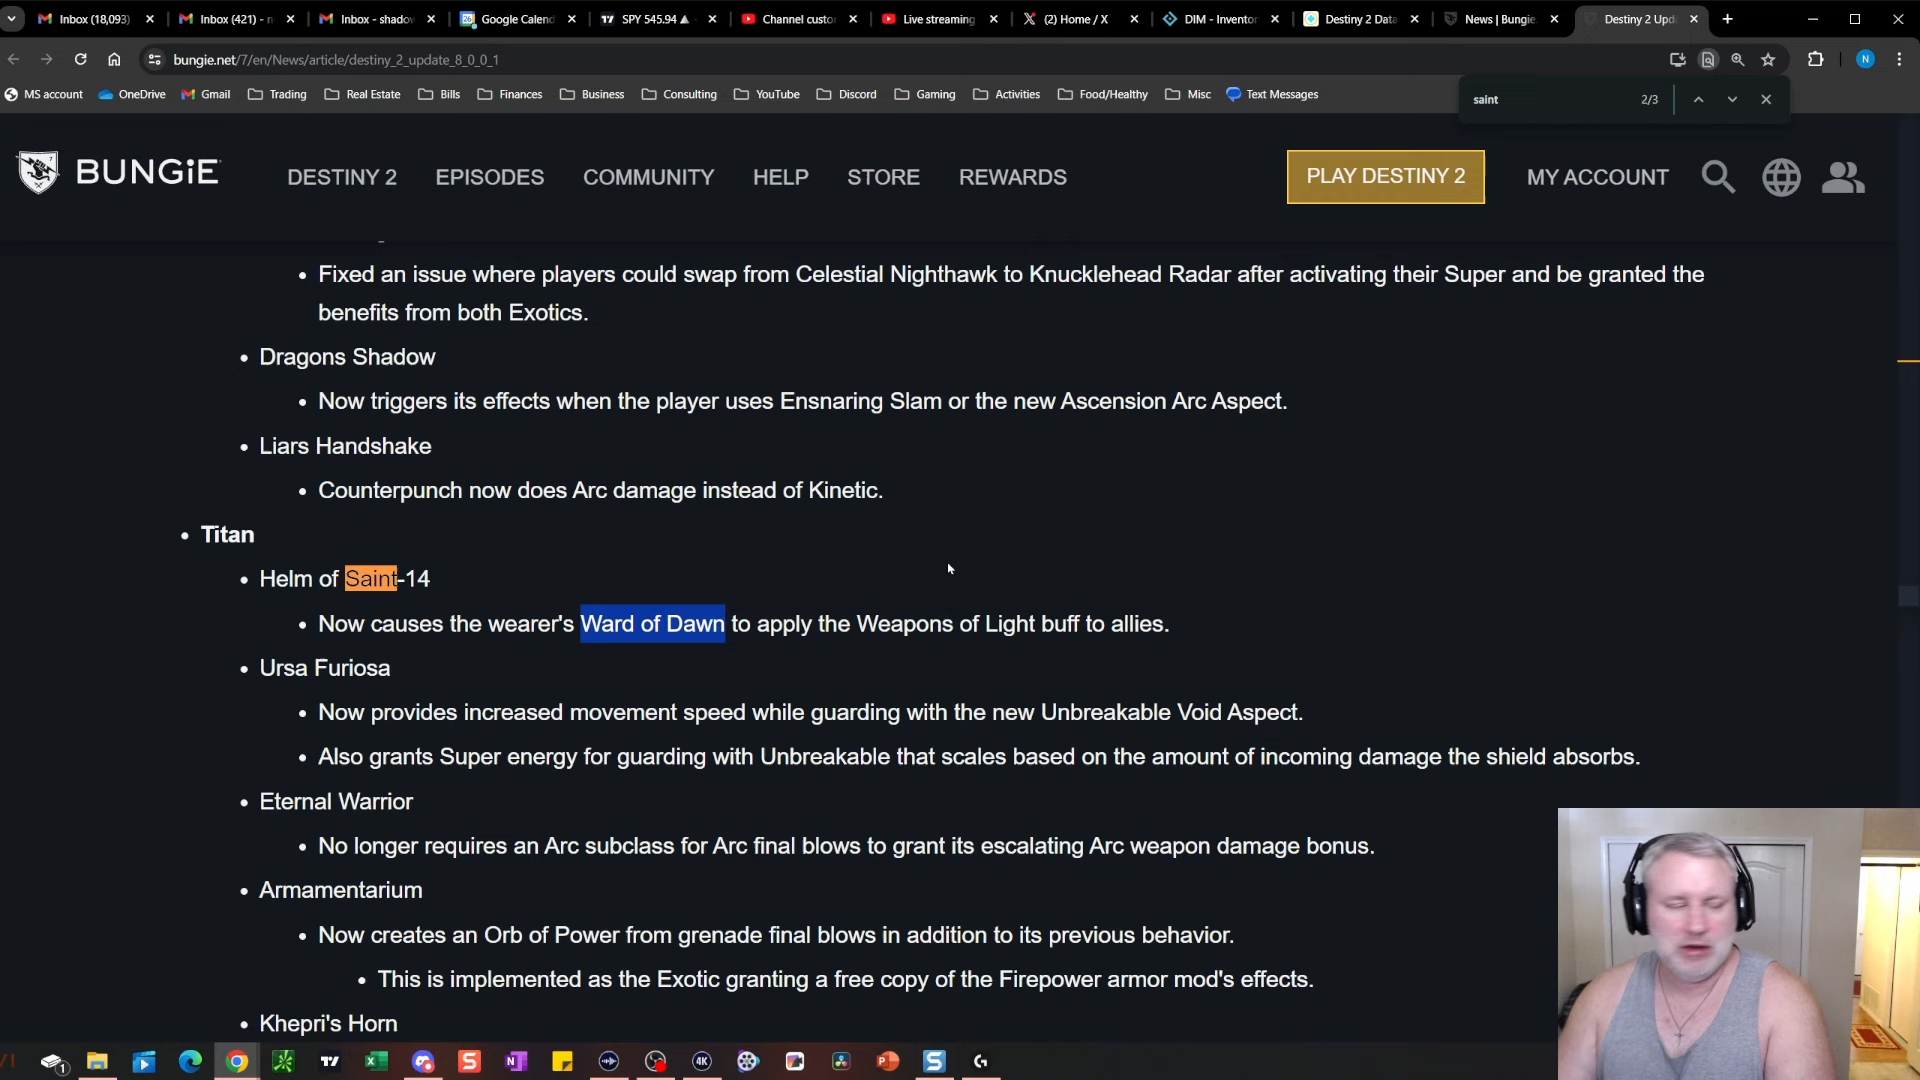 Inbox (18,093)
Inbox (421) - n
Inbox - shadow
Google Calend
SPY 545.94
Channel custo
Live streaming
(2) Home / X
DIM - Inventor
Destiny 2 Data
News | Bungie.
Destiny 2 Upd
bungie.net/7/en/News/article/destiny_2_update_8_0_0_1
N
MS account
OneDrive
Gmail
Trading
Real Estate
Bills
Finances
Business
Consulting
YouTube
Discord
Gaming
Activities
Food/Healthy
Misc
Text Messages
saint
2/3
BUNGiE
DESTINY 2
EPISODES
COMMUNITY
HELP
STORE
REWARDS
PLAY DESTINY 2
MY ACCOUNT
Fixed an issue where players could swap from Celestial Nighthawk to Knucklehead Radar after activating their Super and be granted the
benefits from both Exotics.
Dragons Shadow
Now triggers its effects when the player uses Ensnaring Slam or the new Ascension Arc Aspect.
Liars Handshake
Counterpunch now does Arc damage instead of Kinetic.
Titan
Helm of Saint-14
Now causes the wearer's Ward of Dawn to apply the Weapons of Light buff to allies.
Ursa Furiosa
Now provides increased movement speed while guarding with the new Unbreakable Void Aspect.
Also grants Super energy for guarding with Unbreakable that scales based on the amount of incoming damage the shield absorbs.
Eternal Warrior
No longer requires an Arc subclass for Arc final blows to grant its escalating Arc weapon damage bonus.
Armamentarium
Now creates an Orb of Power from grenade final blows in addition to its previous behavior.
This is implemented as the Exotic granting a free copy of the Firepower armor mod's effects.
Khepri's Horn